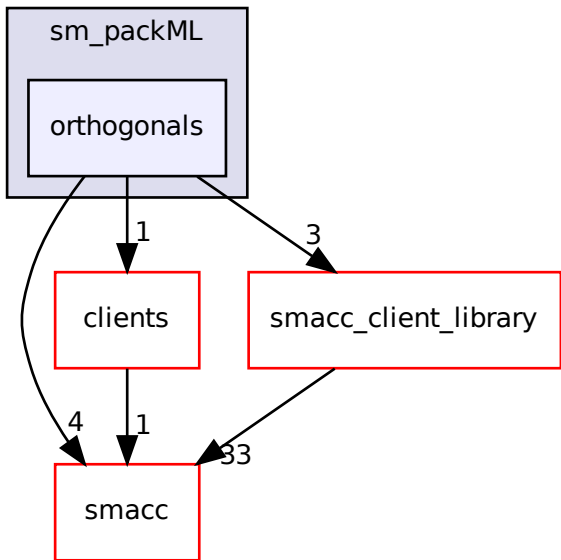 sm_packML
orthogonals
1
3
clients
smacc_client_library
4
1
33
smacc